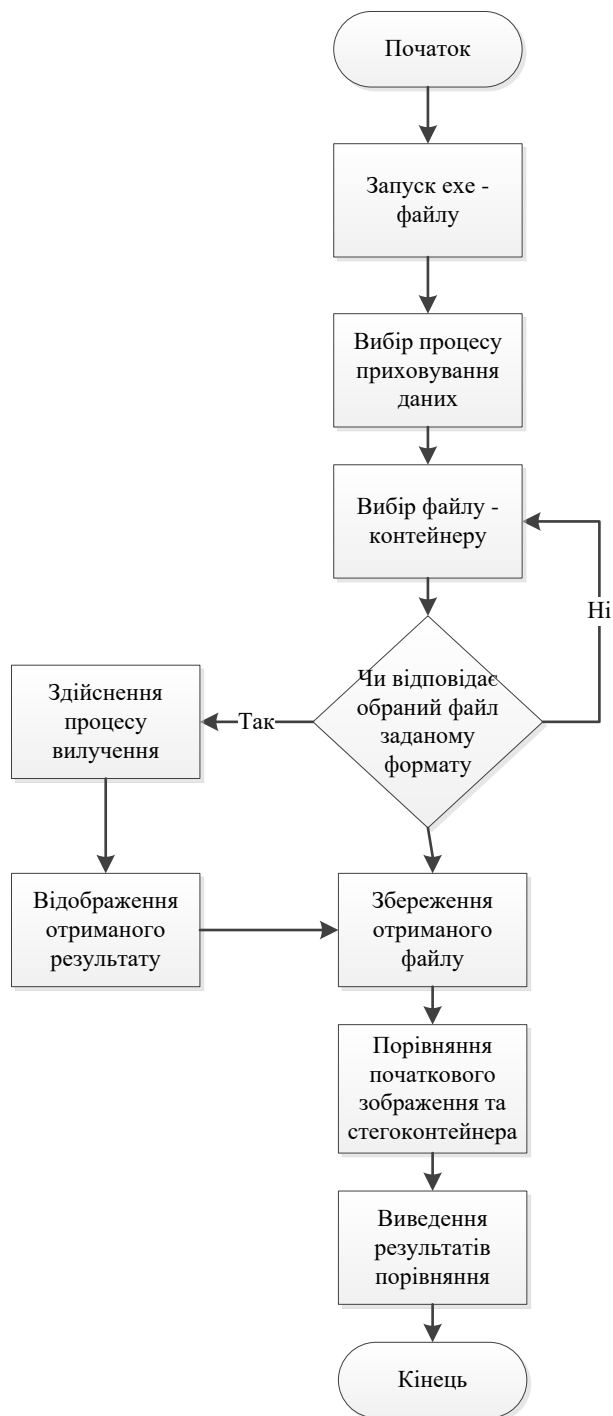 Початок
Запуск exe -
файлу
Вибір процесу
приховування
даних
Вибір файлу -
контейнеру
Ні
Чи відповідає
обраний файл
заданому
формату
Так
Здійснення
процесу
вилучення
Відображення
отриманого
результату
Збереження
отриманого
файлу
Порівняння
початкового
зображення та
стегоконтейнера
Виведення
результатів
порівняння
Кінець